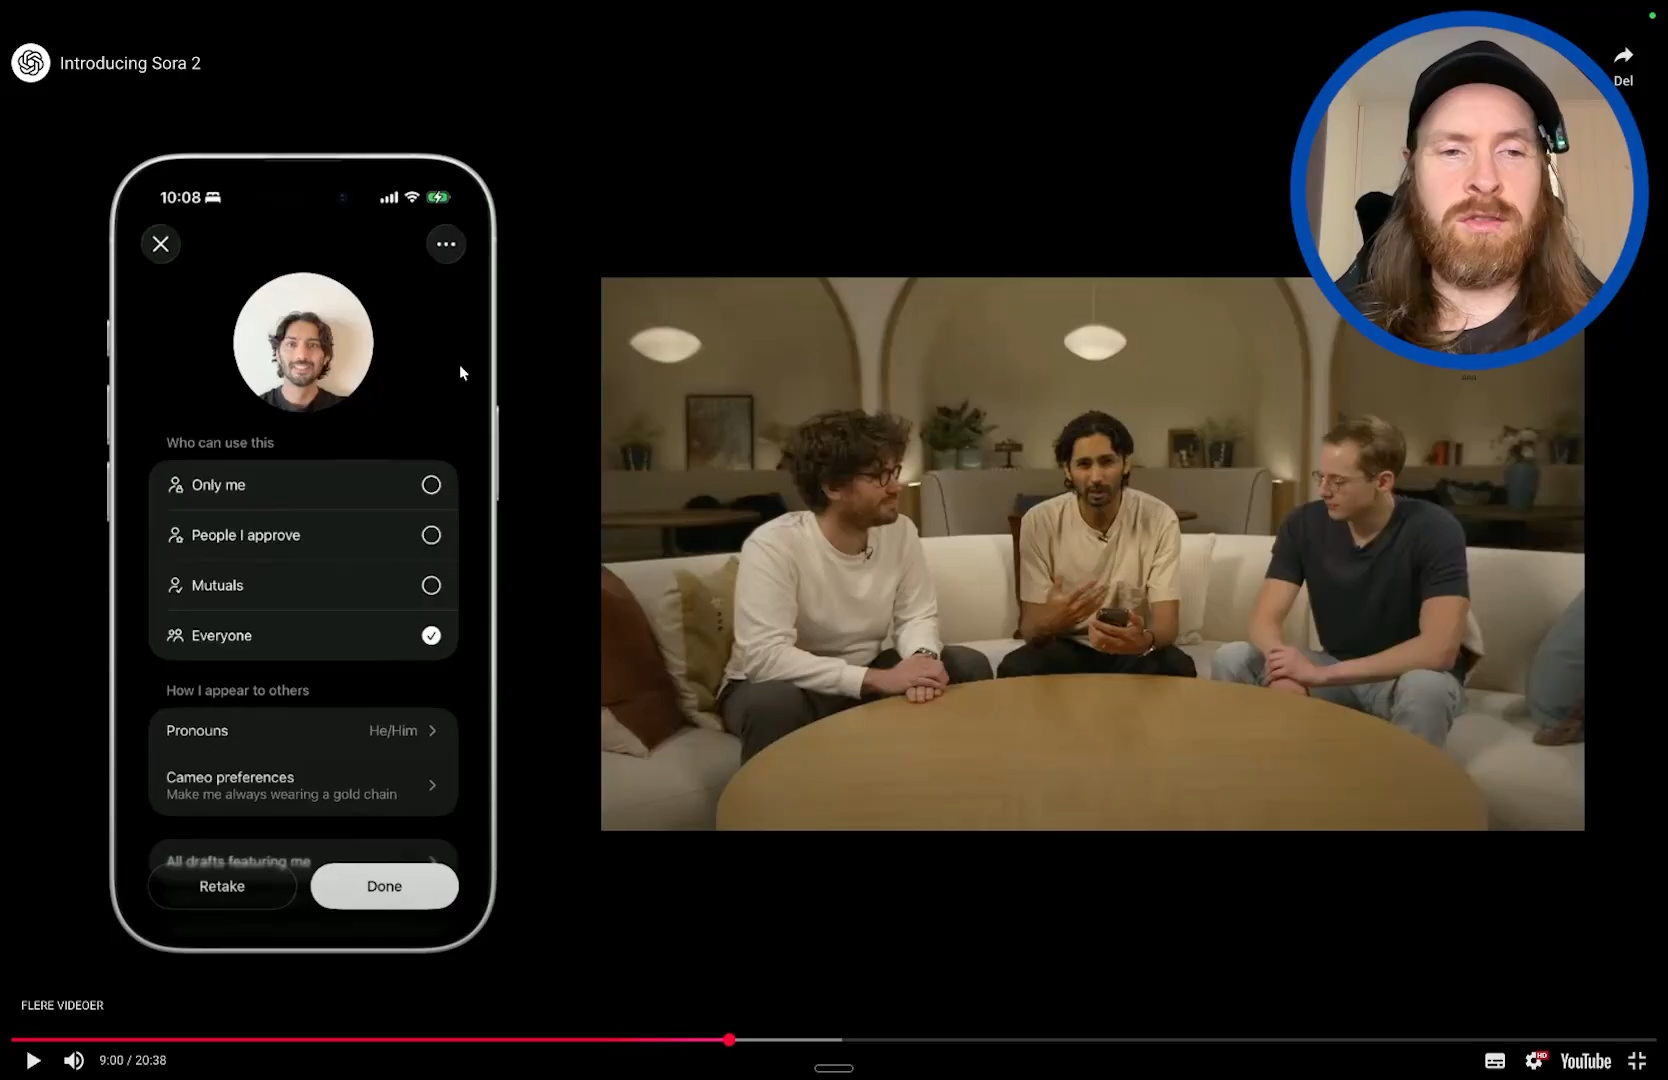 Introducing Sora 2
Del
10:08
Who can use this
Only me
People I approve
Mutuals
Everyone
How I appear to others
Pronouns
He/Him
Cameo preferences
Make me always wearing a gold chain
All drafts featuring me
Retake
Done
FLERE VIDEOER
9:00 / 20:38
HD
YouTube